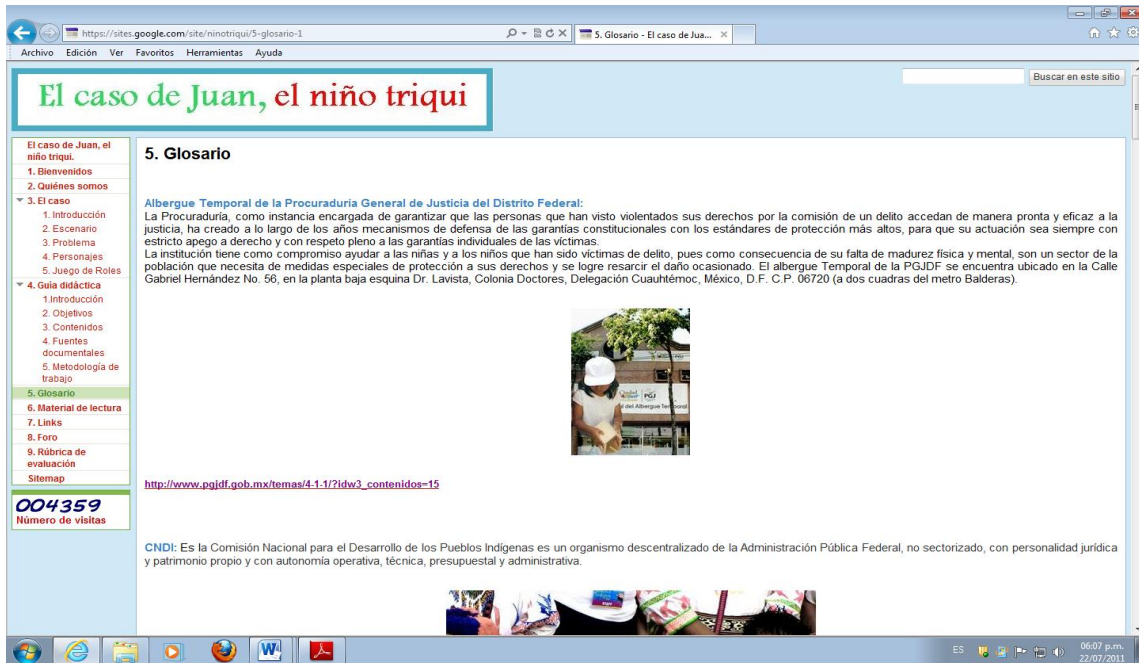 https://sites.google.com/site/ninotriqui/5-glosario-1
5. Glosario - El caso de Jua...
Archivo Edición Ver Favoritos Herramientas Ayuda
El caso de Juan, el niño triqui
Buscar en este sitio
El caso de Juan, el
niño triqui.
1. Bienvenidos
2. Quiénes somos
3. El caso
1. Introducción
2. Escenario
3. Problema
4. Personajes
5. Juego de Roles
4. Guía didáctica
1.Introducción
2. Objetivos
3. Contenidos
4. Fuentes
documentales
5. Metodología de
trabajo
5. Glosario
6. Material de lectura
7. Links
8. Foro
9. Rúbrica de
evaluación
Sitemap
004359
Número de visitas
5. Glosario
Albergue Temporal de la Procuraduría General de Justicia del Distrito Federal:
La Procuraduría, como instancia encargada de garantizar que las personas que han visto violentados sus derechos por la comisión de un delito accedan de manera pronta y eficaz a la
justicia, ha creado a lo largo de los años mecanismos de defensa de las garantías constitucionales con los estándares de protección más altos, para que su actuación sea siempre con
estricto apego a derecho y con respeto pleno a las garantías individuales de las víctimas.
La institución tiene como compromiso ayudar a las niñas y a los niños que han sido víctimas de delito, pues como consecuencia de su falta de madurez física y mental, son un sector de la
población que necesita de medidas especiales de protección a sus derechos y se logre resarcir el daño ocasionado. El albergue Temporal de la PGJDF se encuentra ubicado en la Calle
Gabriel Hernández No. 56, en la planta baja esquina Dr. Lavista, Colonia Doctores, Delegación Cuauhtémoc, México, D.F. C.P. 06720 (a dos cuadras del metro Balderas).
Ciudad PGJ
del Albergue Temporal
http://www.pgjdf.gob.mx/temas/4-1-1/?idw3_contenidos=15
CNDI: Es la Comisión Nacional para el Desarrollo de los Pueblos Indígenas es un organismo descentralizado de la Administración Pública Federal, no sectorizado, con personalidad jurídica
y patrimonio propio y con autonomía operativa, técnica, presupuestal y administrativa.
ES
06:07 p.m.
22/07/2011